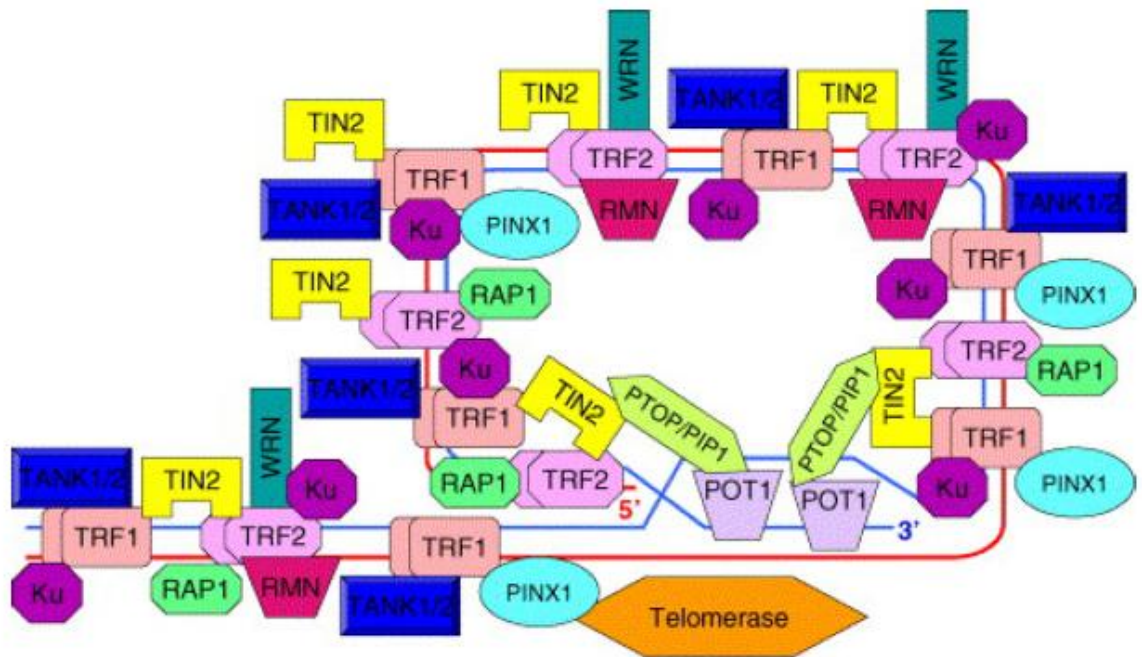 WRN
WRN
TIN2
TANK1/2
TIN2
TIN2
Ku
TRF2
TRF1
TRF2
TRF1
TANK1/2
RMN
Ku
RMN
TANK1/2
Ku
PINX1
TRF1
TIN2
RAP1
Ku
PINX1
TRF2
TRF2
Ku
RAP1
TANK1/2
TIN2
PTOP/PIP1
PTOP/PIP1
TIN2
TRF1
TRF1
WRN
RAP1
TRF2
Ku
POT1
POT1
Ku
PINX1
TANK1/2
TIN2
5'
3'
TRF1
TRF2
TRF1
Ku
RAP1
RMN
TANK1/2
PINX1
Telomerase